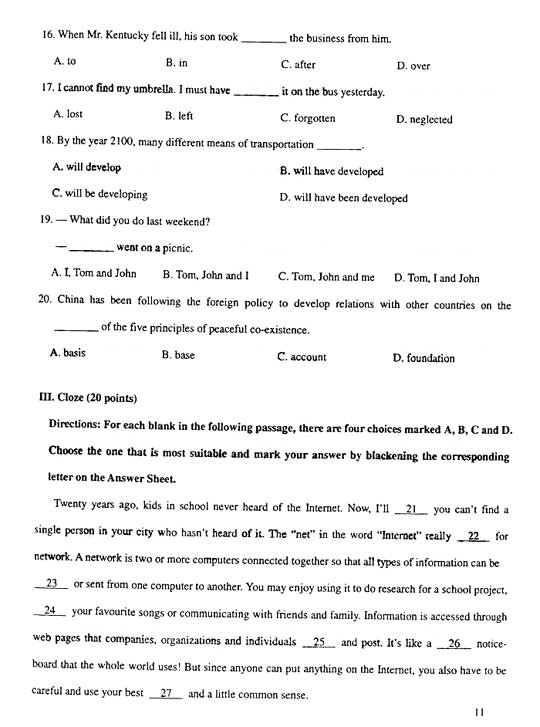 16. When Mr. Kentucky fell ill, his son took ________ the business from him.
A. to B. in C. after D. over
17. I cannot find my umbrella. I must have ________ it on the bus yesterday.
A. lost B. left C. forgotten D. neglected
18. By the year 2100, many different means of transportation ________.
A. will develop B. will have developed
C. will be developing D. will have been developed
19. — What did you do last weekend?
— ________ went on a picnic.
A. I, Tom and John B. Tom, John and I C. Tom, John and me D. Tom, I and John
20. China has been following the foreign policy to develop relations with other countries on the
________ of the five principles of peaceful co-existence.
A. basis B. base C. account D. foundation
III. Cloze (20 points)
Directions: For each blank in the following passage, there are four choices marked A, B, C and D.
Choose the one that is most suitable and mark your answer by blackening the corresponding
letter on the Answer Sheet.
Twenty years ago, kids in school never heard of the Internet. Now, I'll 21 you can't find a
single person in your city who hasn't heard of it. The "net" in the word "Internet" really 22 for
network. A network is two or more computers connected together so that all types of information can be
23 or sent from one computer to another. You may enjoy using it to do research for a school project,
24 your favourite songs or communicating with friends and family. Information is accessed through
web pages that companies, organizations and individuals 25 and post. It's like a 26 notice-
board that the whole world uses! But since anyone can put anything on the Internet, you also have to be
careful and use your best 27 and a little common sense.
11